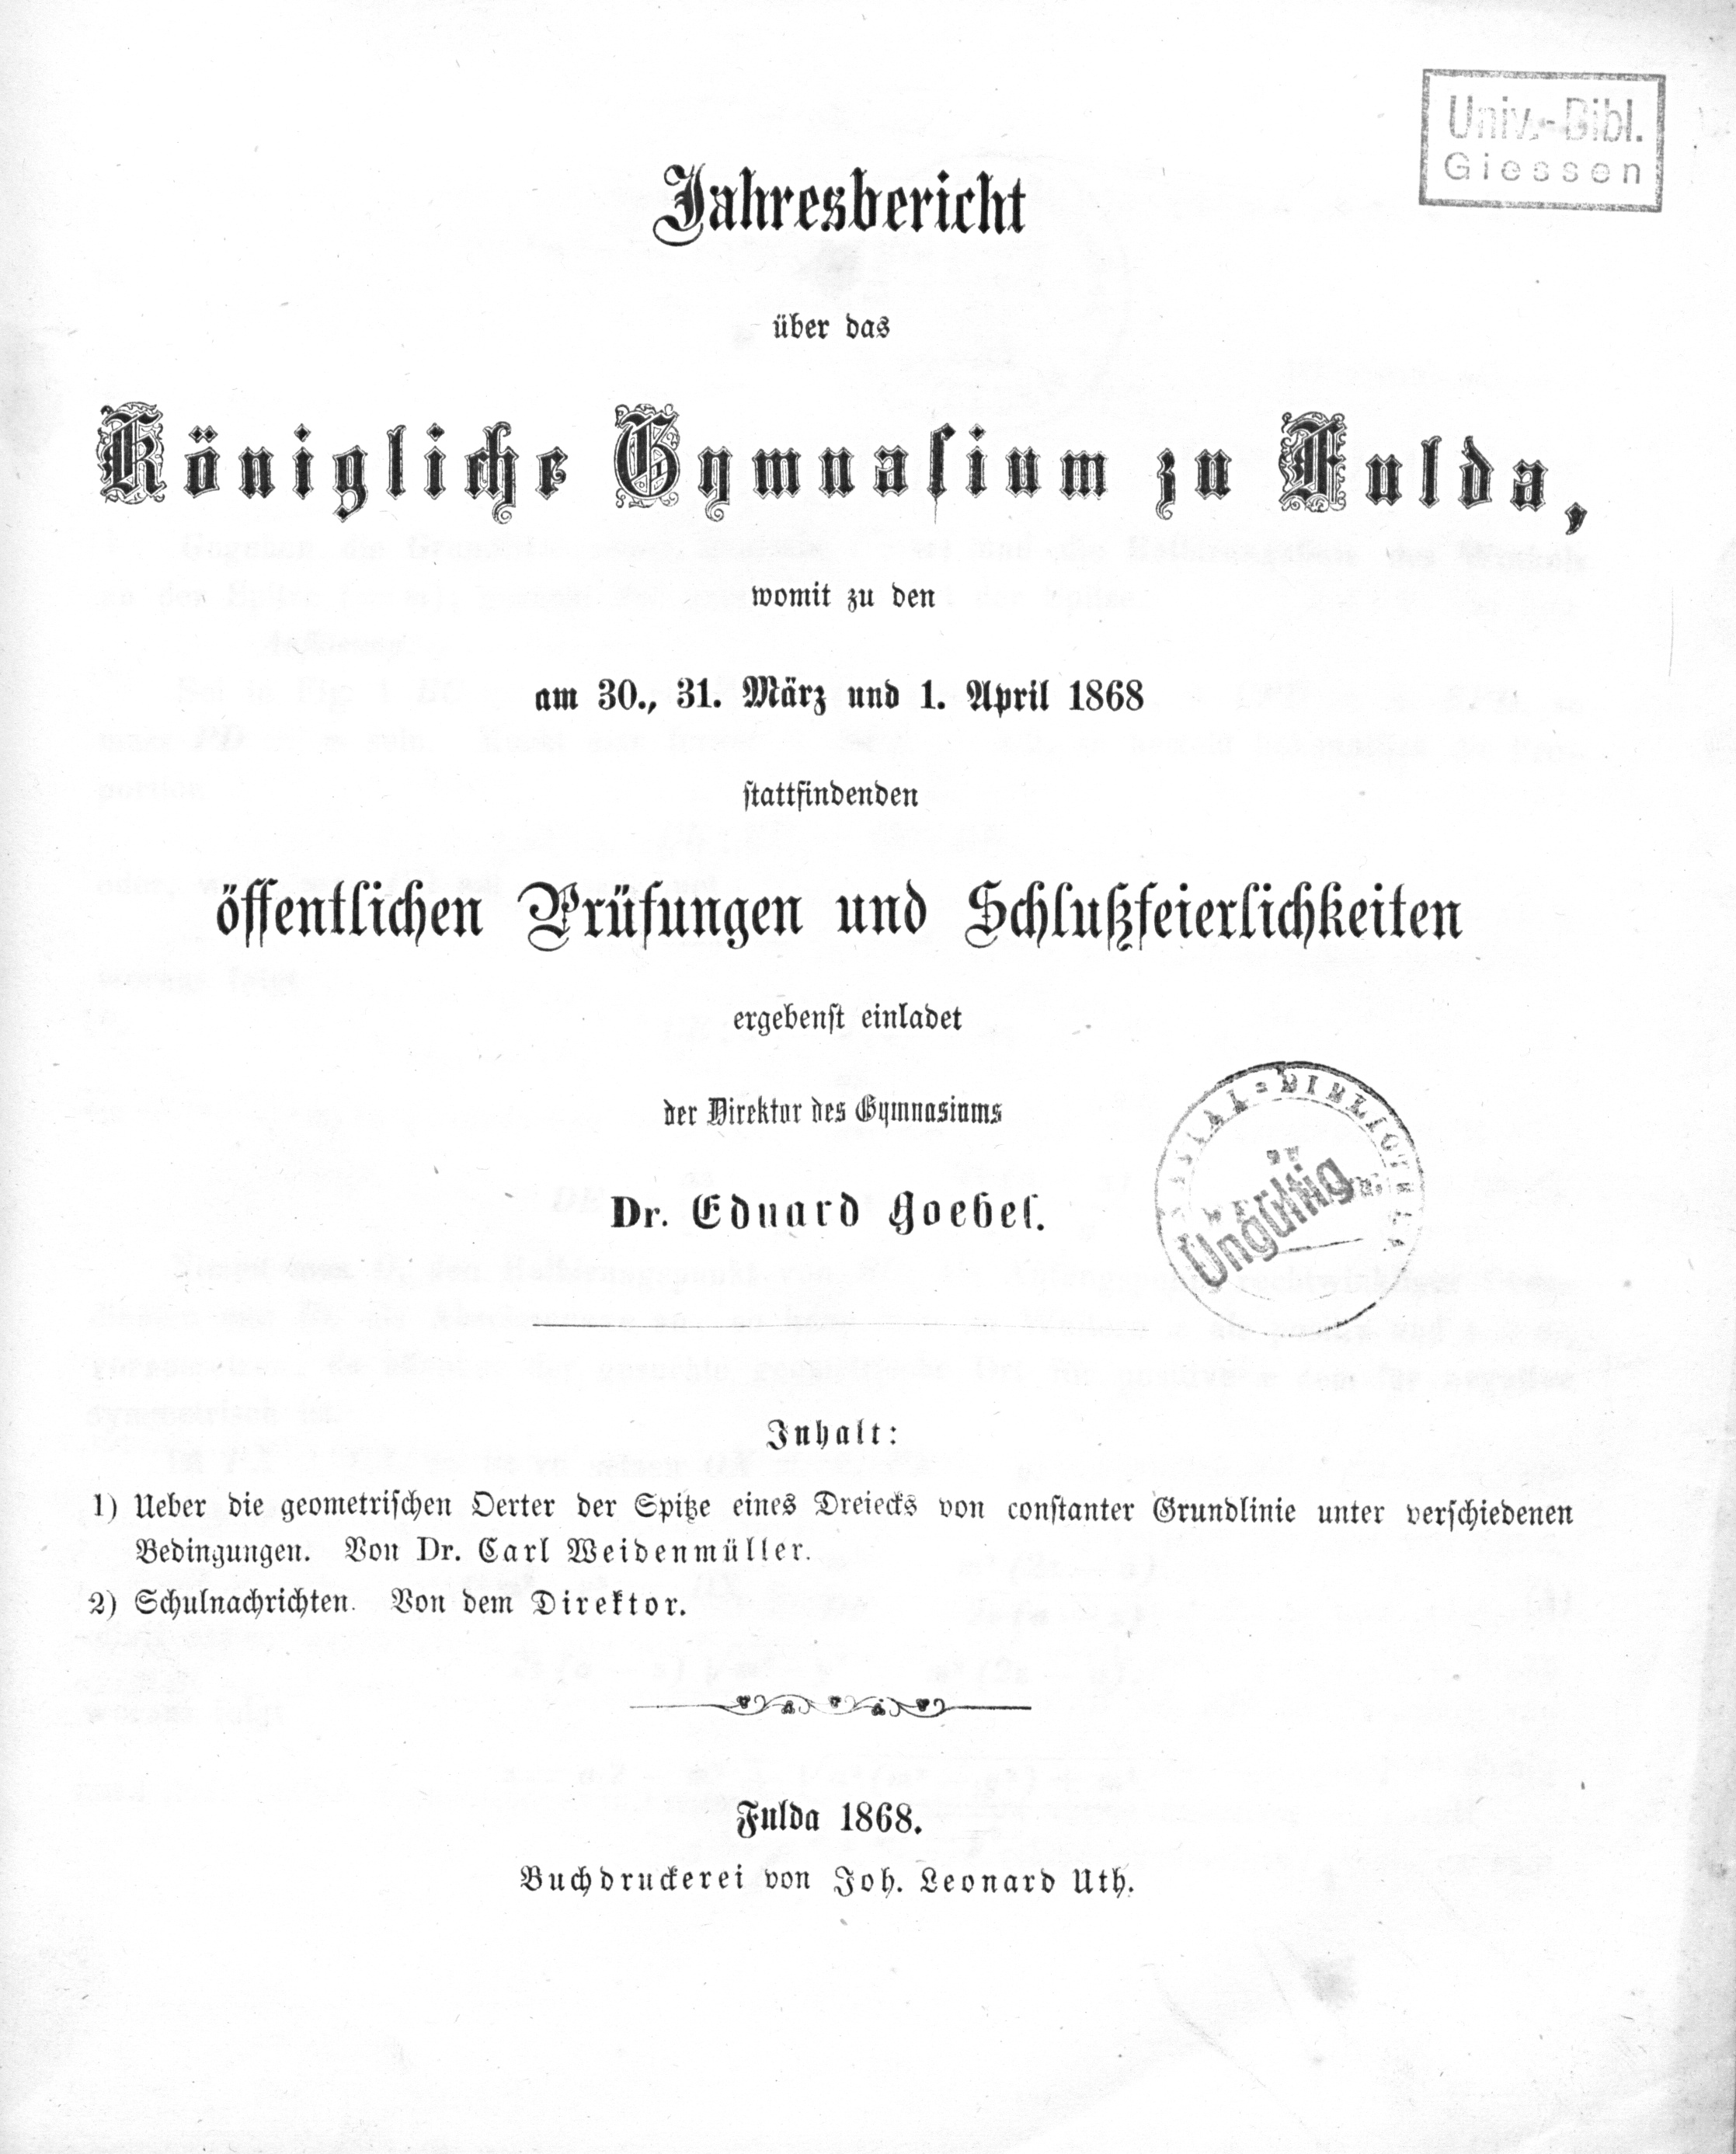 Univ.-Bibl.
Giessen
Jahresbericht
über das
Königliche Gymnasium zu Fulda,
womit zu den
am 30., 31. März und 1. April 1868
stattfindenden
öffentlichen Prüfungen und Schlußfeierlichkeiten
ergebenst einladet
der Direktor des Gymnasiums
Dr. Eduard Goebel.
Ungültig
Inhalt:
1) Ueber die geometrischen Oerter der Spitze eines Dreiecks von constanter Grundlinie unter verschiedenen
Bedingungen. Von Dr. Carl Weidenmüller.
2) Schulnachrichten. Von dem Direktor.
Fulda 1868.
Buchdruckerei von Joh. Leonard Uth.